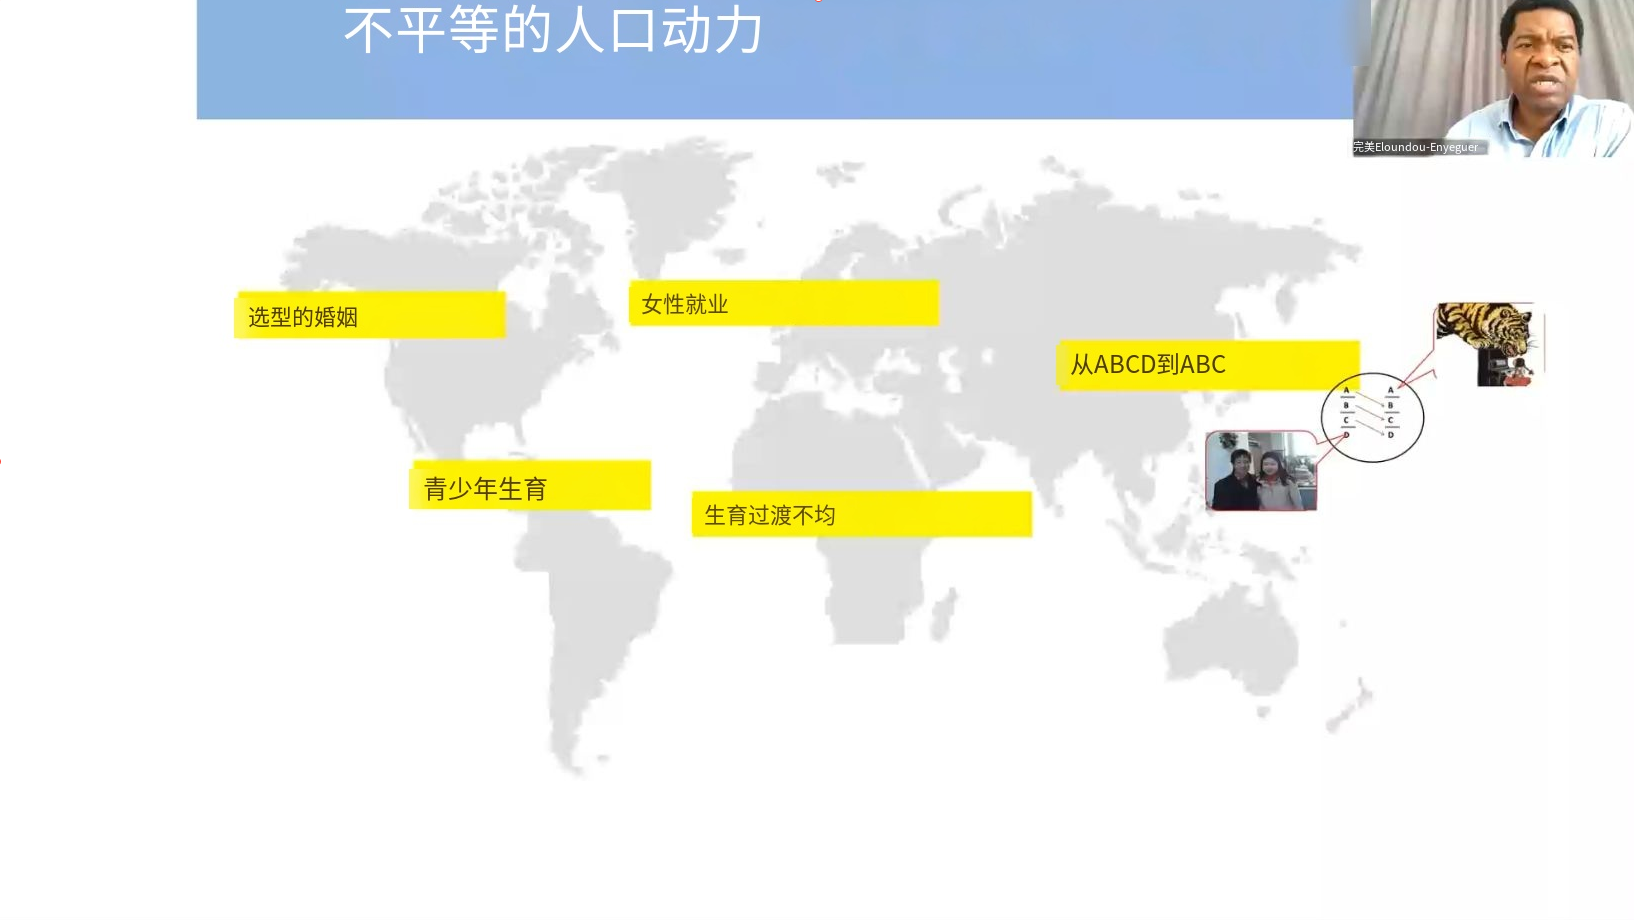 不平等的人口动力
完美Eloundou-Enyeguer
选型的婚姻
女性就业
从ABCD到ABC
A A
B B
C C
D D
青少年生育
生育过渡不均